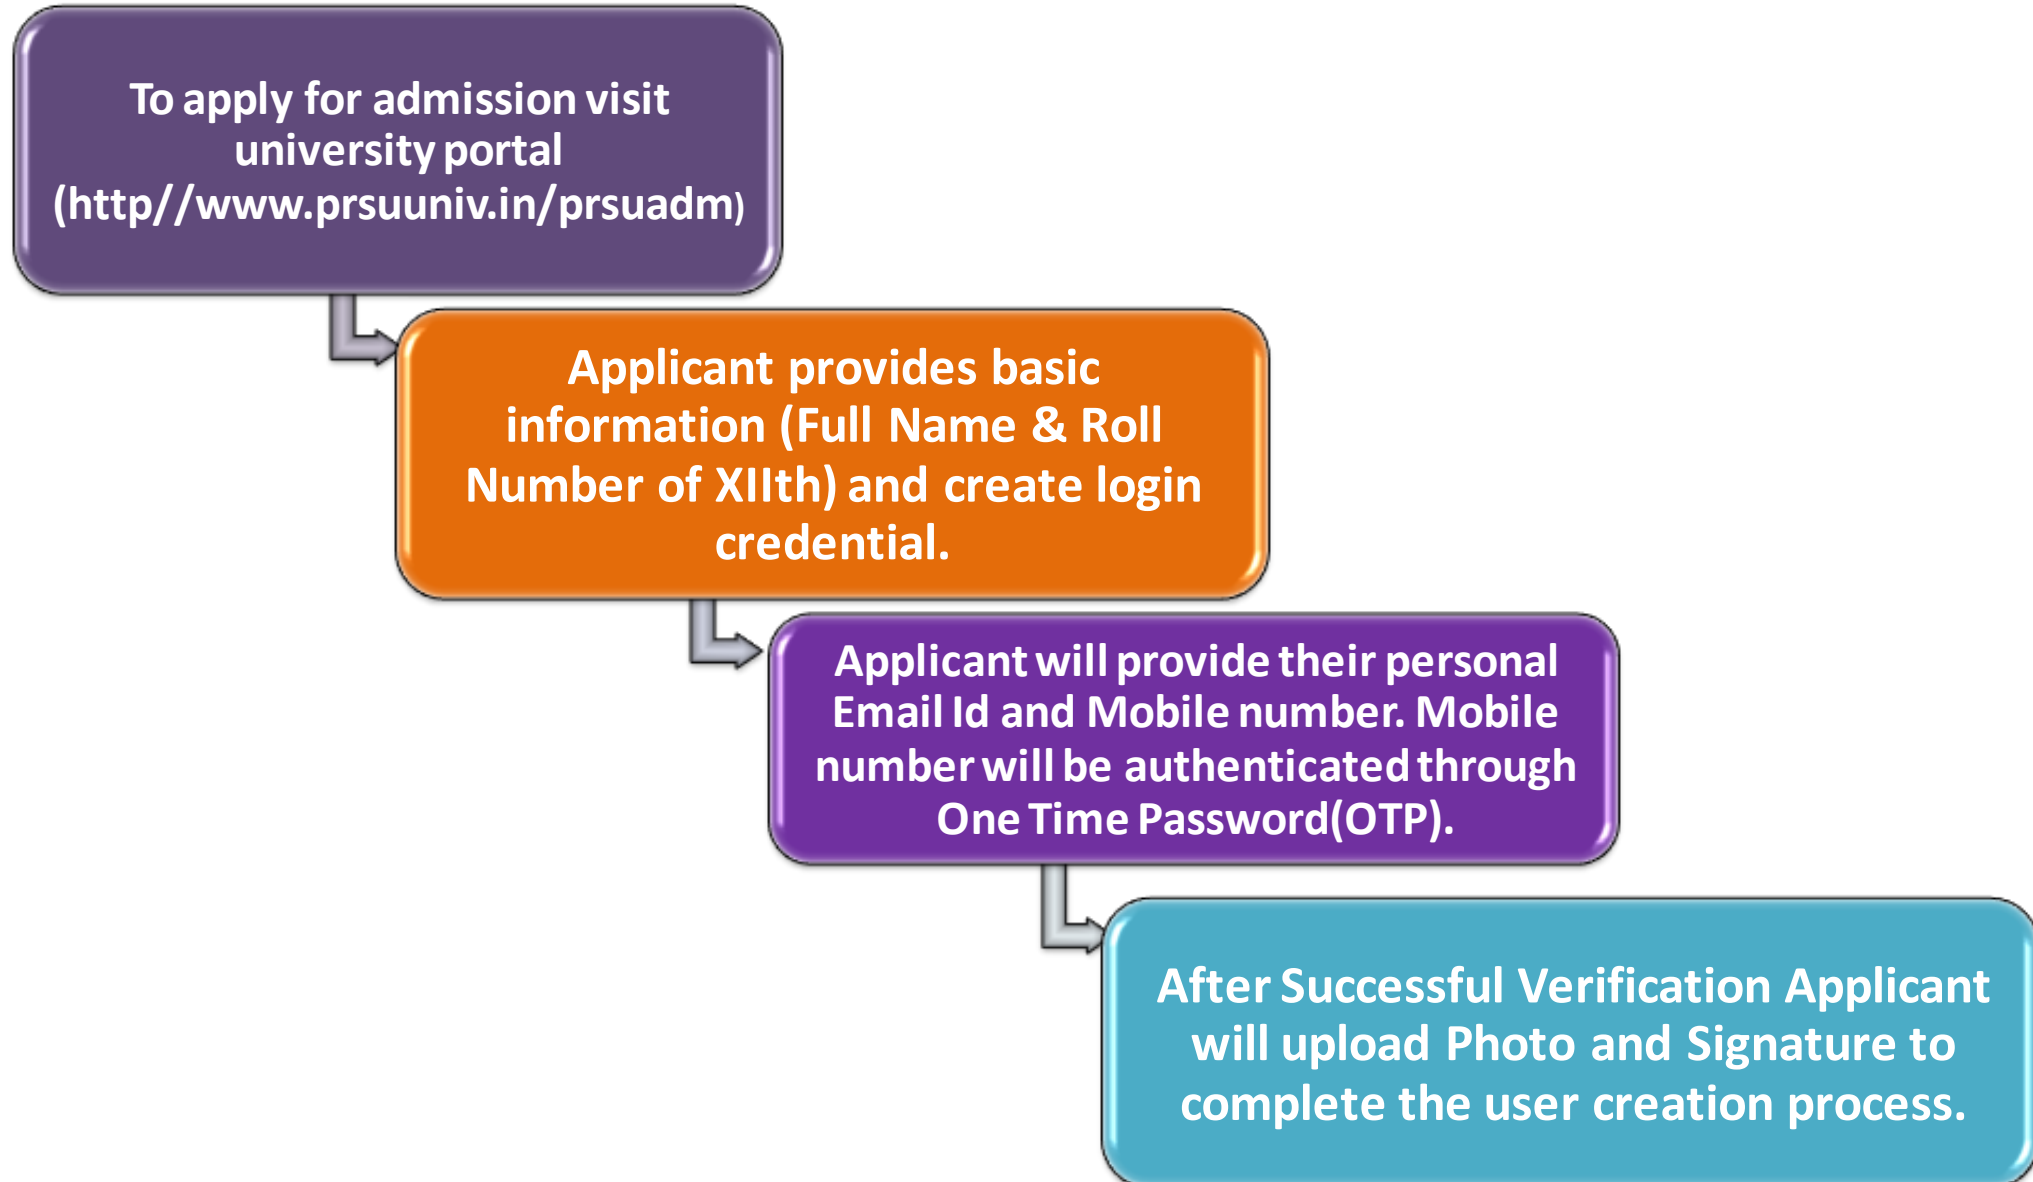 To apply for admission visit
university portal
(http//www.prsuuniv.in/prsuadm)
Applicant provides basic
information (Full Name & Roll
Number of XIIth) and create login
credential.
Applicant will provide their personal
Email Id and Mobile number. Mobile
number will be authenticated through
One Time Password(OTP).
After Successful Verification Applicant
will upload Photo and Signature to
complete the user creation process.